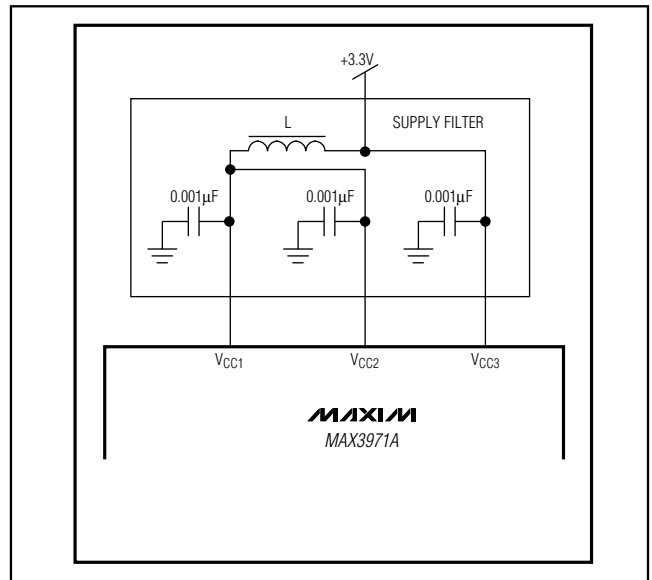 +3.3V
L SUPPLY FILTER
0.001µF 0.001µF 0.001µF
VCC1 VCC2 VCC3
MAXIM
MAX3971A